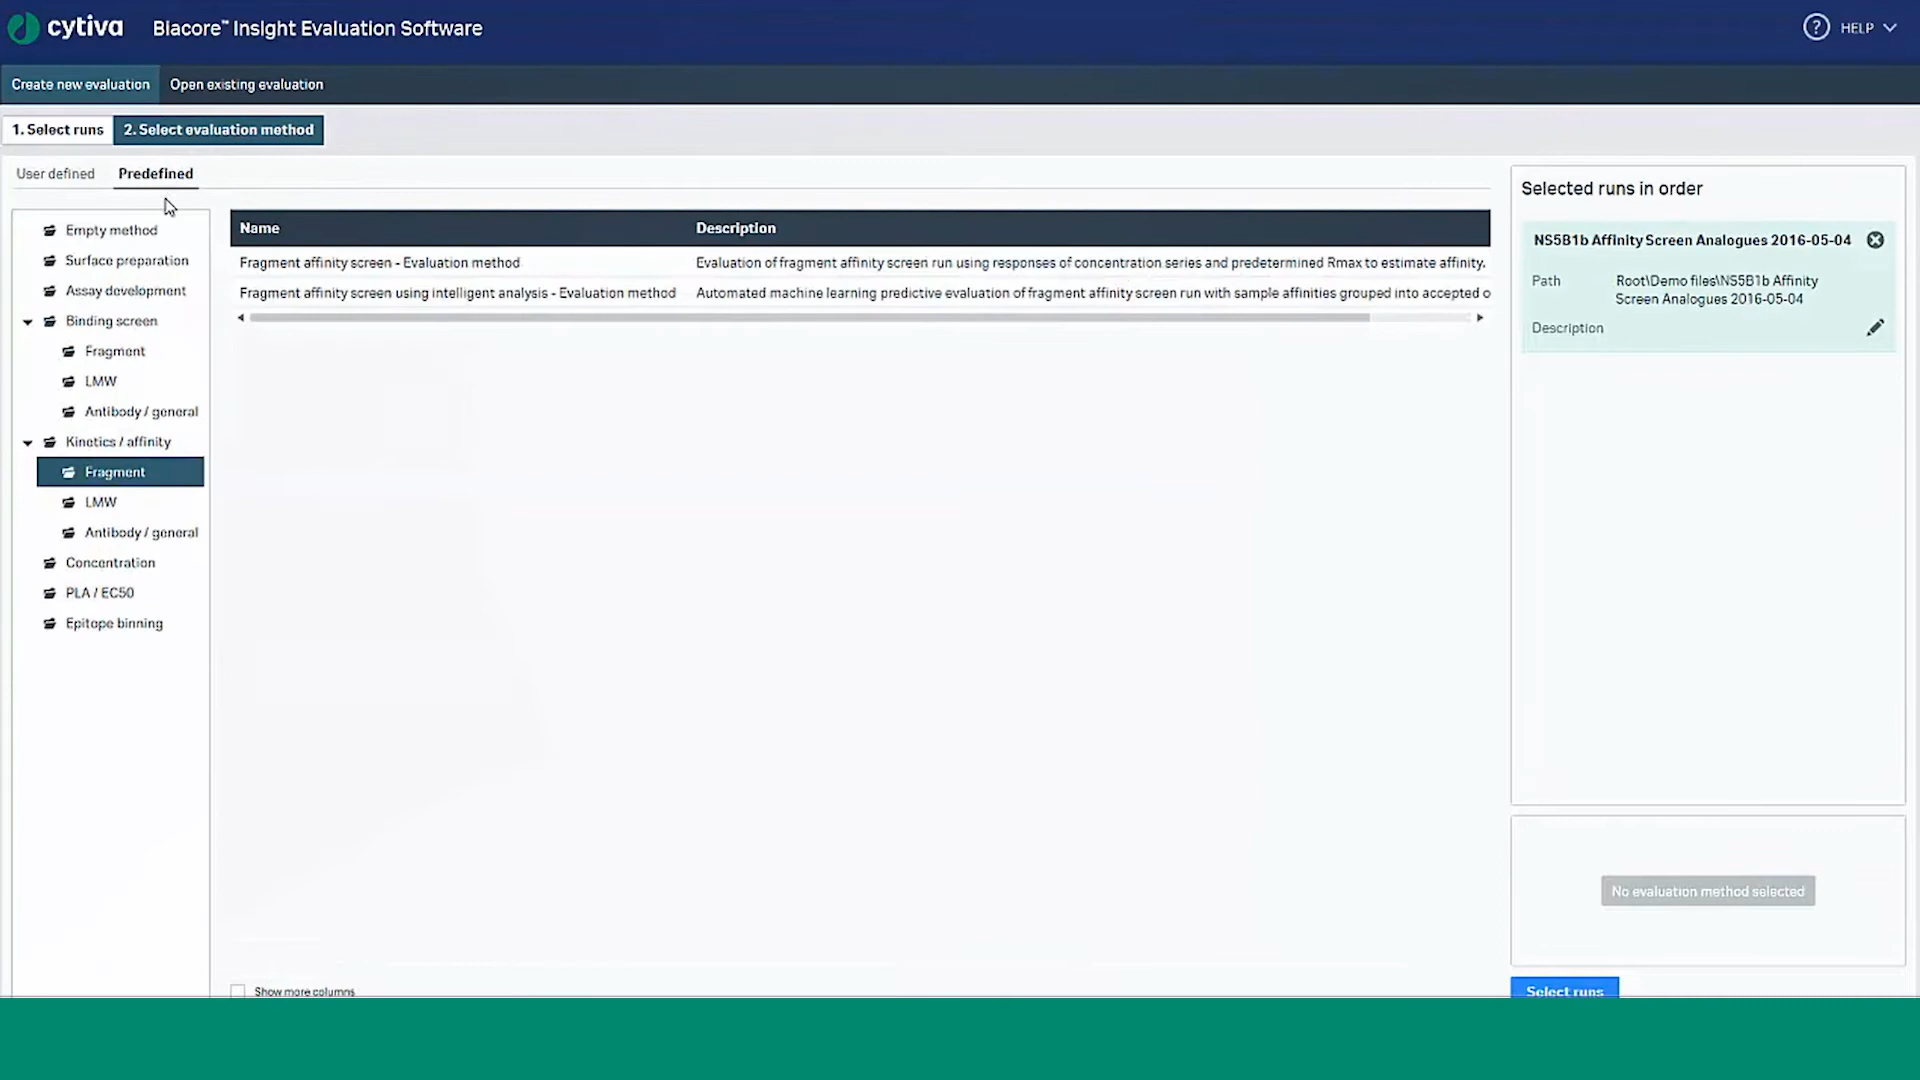 cytiva
Biacore™ Insight Evaluation Software
? HELP
Create new evaluation
Open existing evaluation
1. Select runs
2. Select evaluation method
User defined
Predefined
Empty method
Surface preparation
Assay development
Binding screen
Fragment
LMW
Antibody / general
Kinetics / affinity
Fragment
LMW
Antibody / general
Concentration
PLA / EC50
Epitope binning
Name Description
Fragment affinity screen - Evaluation method Evaluation of fragment affinity screen run using responses of concentration series and predetermined Rmax to estimate affinity.
Fragment affinity screen using intelligent analysis - Evaluation method Automated machine learning predictive evaluation of fragment affinity screen run with sample affinities grouped into accepted o
Show more columns
Selected runs in order
NS5B1b Affinity Screen Analogues 2016-05-04
Path Root\Demo files\NS5B1b Affinity
Screen Analogues 2016-05-04
Description
No evaluation method selected
Select runs